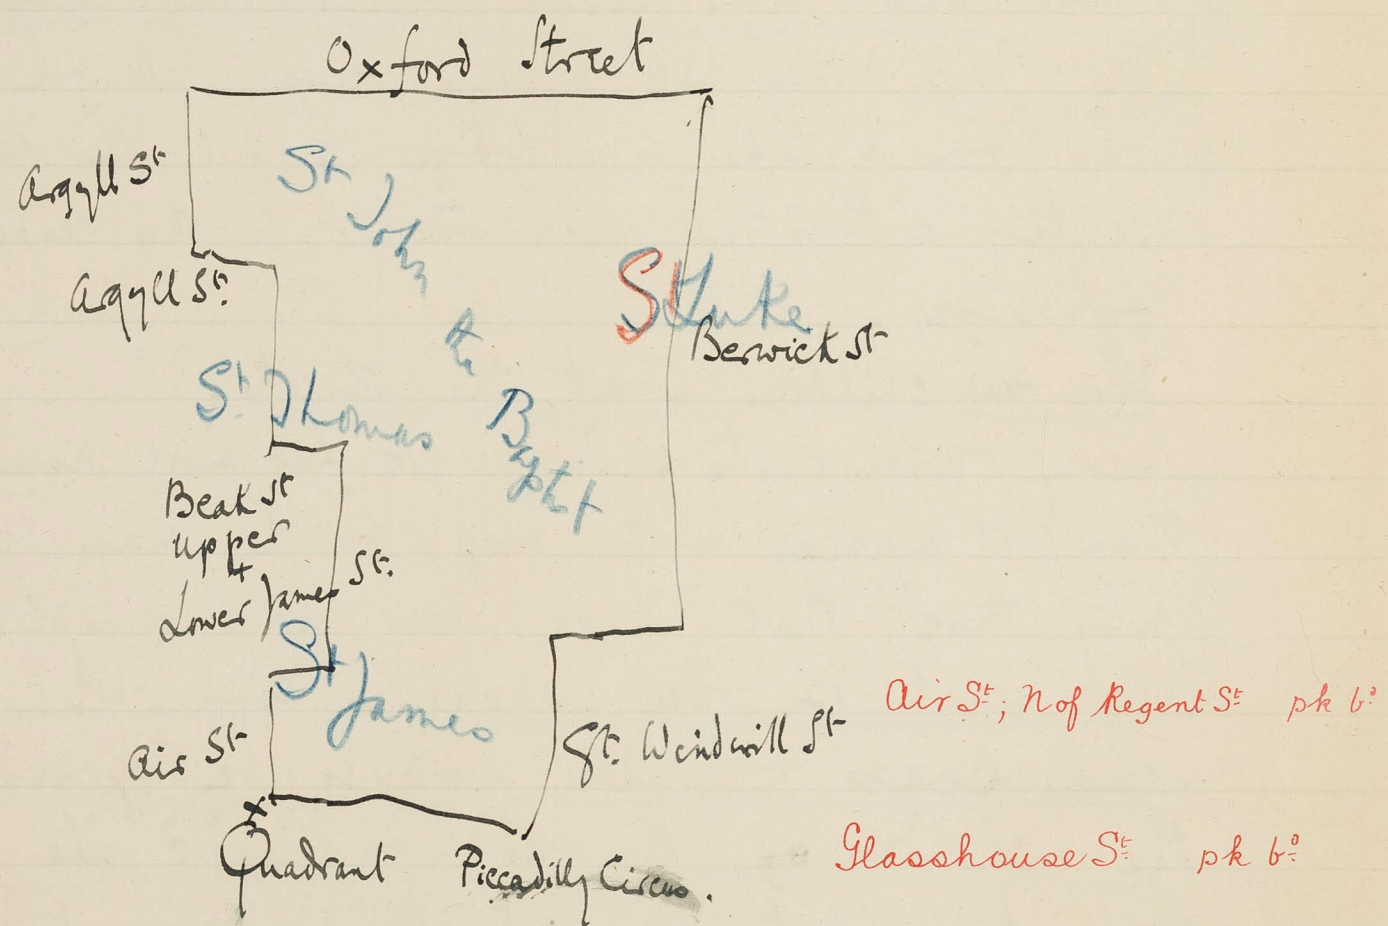 Oxford Street
Argyll St
St John the Baptist
Argyll St.
St Luke
Berwick St
St Thomas
Beak St
upper
+
Lower James St.
St James
Air St
Gt. Windmill St
Air St; N of Regent St pk bd
x
Quadrant
Piccadilly Circus.
Glasshouse St pk bd